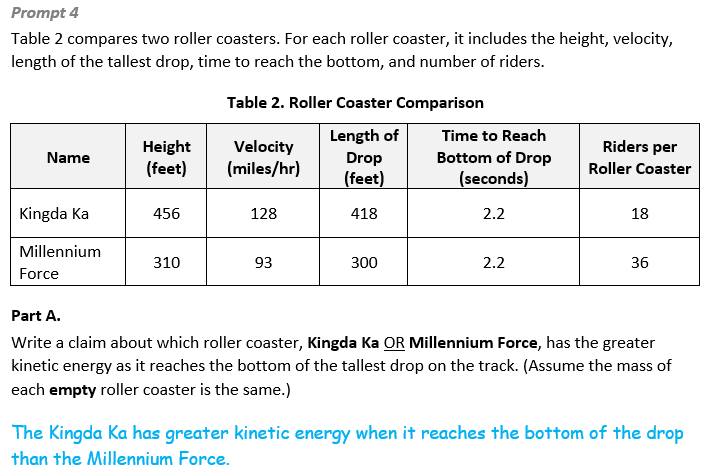 Prompt 4
Table 2 compares two roller coasters. For each roller coaster, it includes the height, velocity,
length of the tallest drop, time to reach the bottom, and number of riders.
Table 2. Roller Coaster Comparison
Name | Height (feet) | Velocity (miles/hr) | Length of Drop (feet) | Time to Reach Bottom of Drop (seconds) | Riders per Roller Coaster
Kingda Ka | 456 | 128 | 418 | 2.2 | 18
Millennium Force | 310 | 93 | 300 | 2.2 | 36
Part A.
Write a claim about which roller coaster, Kingda Ka OR Millennium Force, has the greater
kinetic energy as it reaches the bottom of the tallest drop on the track. (Assume the mass of
each empty roller coaster is the same.)
The Kingda Ka has greater kinetic energy when it reaches the bottom of the drop
than the Millennium Force.